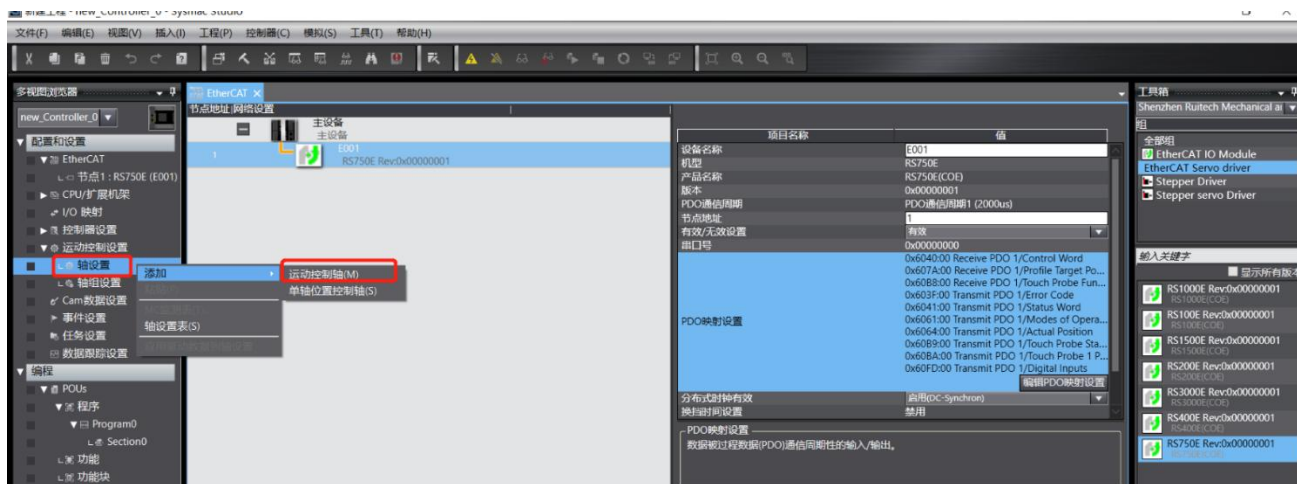 新建工程 - new_Controller_0 - Sysmac Studio
文件(F) 编辑(E) 视图(V) 插入(I) 工程(P) 控制器(C) 模拟(S) 工具(T) 帮助(H)
多视图浏览器
new_Controller_0
配置和设置
EtherCAT
节点1 : RS750E (E001)
CPU/扩展机架
I/O 映射
控制器设置
运动控制设置
轴设置
轴组设置
Cam数据设置
事件设置
任务设置
数据跟踪设置
编程
POUs
程序
Program0
Section0
功能
功能块
添加
轴设置表(S)
运动控制轴(M)
单轴位置控制轴(S)
EtherCAT
节点地址|网络设置
主设备
主设备
1
E001
RS750E Rev:0x00000001
项目名称 值
设备名称 E001
机型 RS750E
产品名称 RS750E(COE)
版本 0x00000001
PDO通信周期 PDO通信周期1 (2000us)
节点地址 1
有效/无效设置 有效
串口号 0x00000000
PDO映射设置
0x6040:00 Receive PDO 1/Control Word
0x607A:00 Receive PDO 1/Profile Target Po...
0x60B8:00 Receive PDO 1/Touch Probe Fun...
0x603F:00 Transmit PDO 1/Error Code
0x6041:00 Transmit PDO 1/Status Word
0x6061:00 Transmit PDO 1/Modes of Opera...
0x6064:00 Transmit PDO 1/Actual Position
0x60B9:00 Transmit PDO 1/Touch Probe Sta...
0x60BA:00 Transmit PDO 1/Touch Probe 1 P...
0x60FD:00 Transmit PDO 1/Digital Inputs
编辑PDO映射设置
分布式时钟有效 启用(DC-Synchron)
换挡时间设置 禁用
PDO映射设置
数据被过程数据(PDO)通信周期性的输入/输出。
工具箱
Shenzhen Ruitech Mechanical a
组
全部组
EtherCAT IO Module
EtherCAT Servo driver
Stepper Driver
Stepper servo Driver
输入关键字
显示所有版本
RS1000E Rev:0x00000001
RS1000E(COE)
RS100E Rev:0x00000001
RS100E(COE)
RS1500E Rev:0x00000001
RS1500E(COE)
RS200E Rev:0x00000001
RS200E(COE)
RS3000E Rev:0x00000001
RS3000E(COE)
RS400E Rev:0x00000001
RS400E(COE)
RS750E Rev:0x00000001
RS750E(COE)